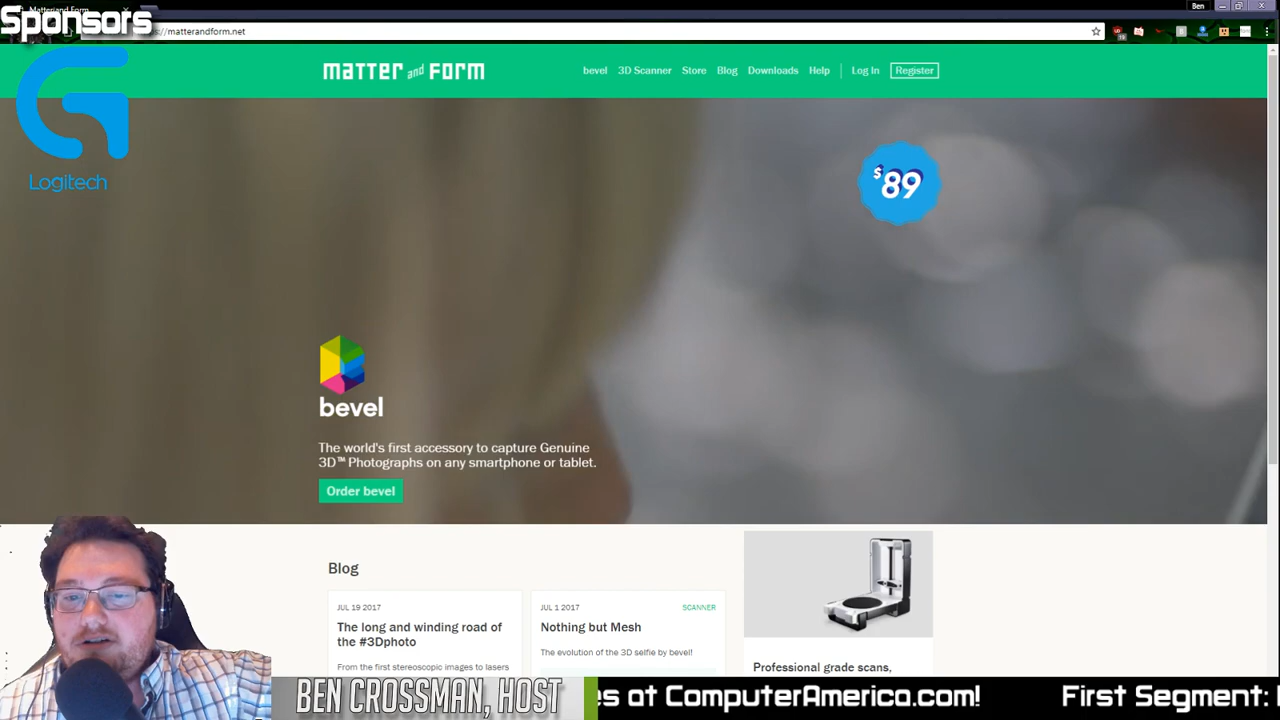 Matter and Form
Ben
Sponsors
matterandform.net
matter and form
bevel 3D Scanner Store Blog Downloads Help Log In Register
Logitech
$89
bevel
The world's first accessory to capture Genuine
3D™ Photographs on any smartphone or tablet.
Order bevel
Blog
JUL 19 2017
The long and winding road of
the #3Dphoto
From the first stereoscopic images to lasers
JUL 1 2017 SCANNER
Nothing but Mesh
The evolution of the 3D selfie by bevel!
Professional grade scans,
BEN CROSSMAN, HOST
es at ComputerAmerica.com! First Segment: